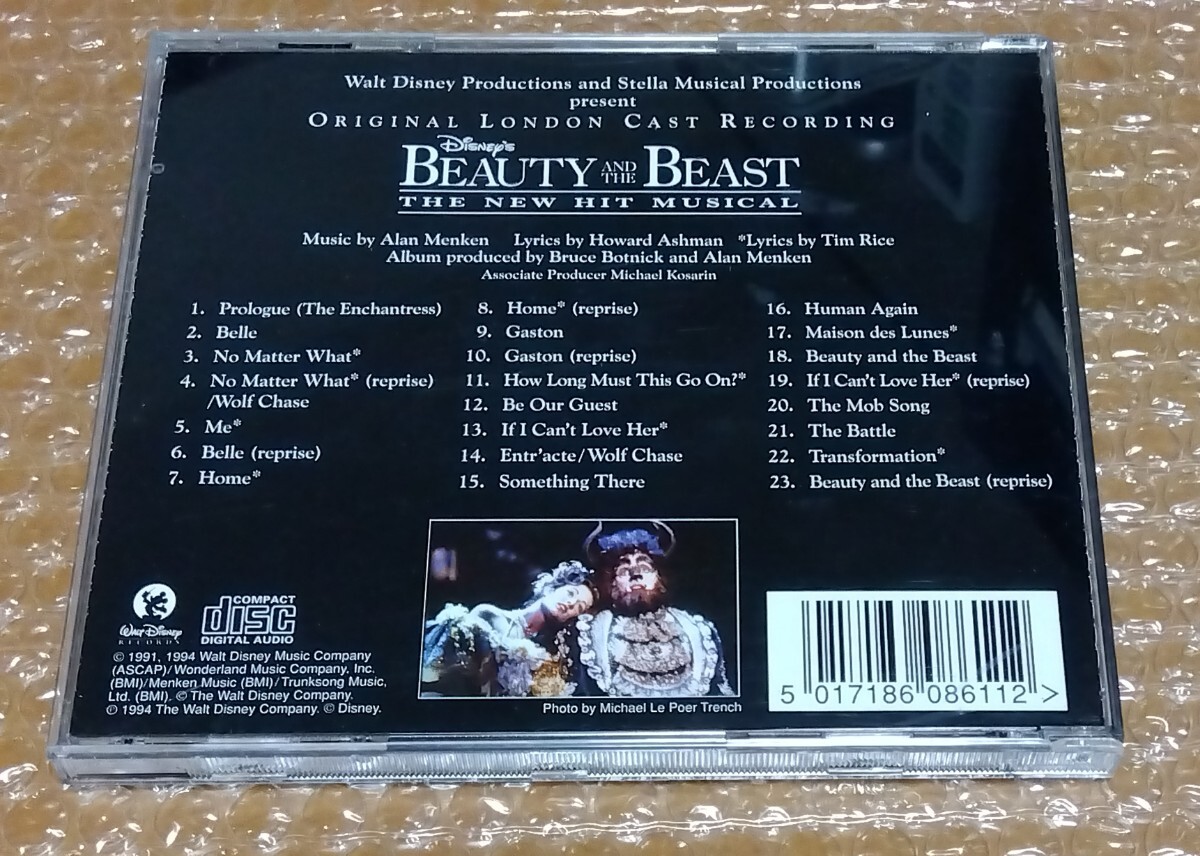 Walt Disney Productions and Stella Musical Productions
present
ORIGINAL LONDON CAST RECORDING
Disney's
BEAUTY AND THE BEAST
THE NEW HIT MUSICAL
Music by Alan Menken Lyrics by Howard Ashman *Lyrics by Tim Rice
Album produced by Bruce Botnick and Alan Menken
Associate Producer Michael Kosarin
1. Prologue (The Enchantress)
2. Belle
3. No Matter What*
4. No Matter What* (reprise)
/Wolf Chase
5. Me*
6. Belle (reprise)
7. Home*
8. Home* (reprise)
9. Gaston
10. Gaston (reprise)
11. How Long Must This Go On?*
12. Be Our Guest
13. If I Can't Love Her*
14. Entr'acte/Wolf Chase
15. Something There
16. Human Again
17. Maison des Lunes*
18. Beauty and the Beast
19. If I Can't Love Her* (reprise)
20. The Mob Song
21. The Battle
22. Transformation*
23. Beauty and the Beast (reprise)
WALT DISNEY
RECORDS
COMPACT
disc
DIGITAL AUDIO
© 1991, 1994 Walt Disney Music Company
(ASCAP)/Wonderland Music Company, Inc.
(BMI)/Menken Music (BMI)/Trunksong Music,
Ltd. (BMI). © The Walt Disney Company.
℗ 1994 The Walt Disney Company. © Disney.
Photo by Michael Le Poer Trench
5 017186 086112 >